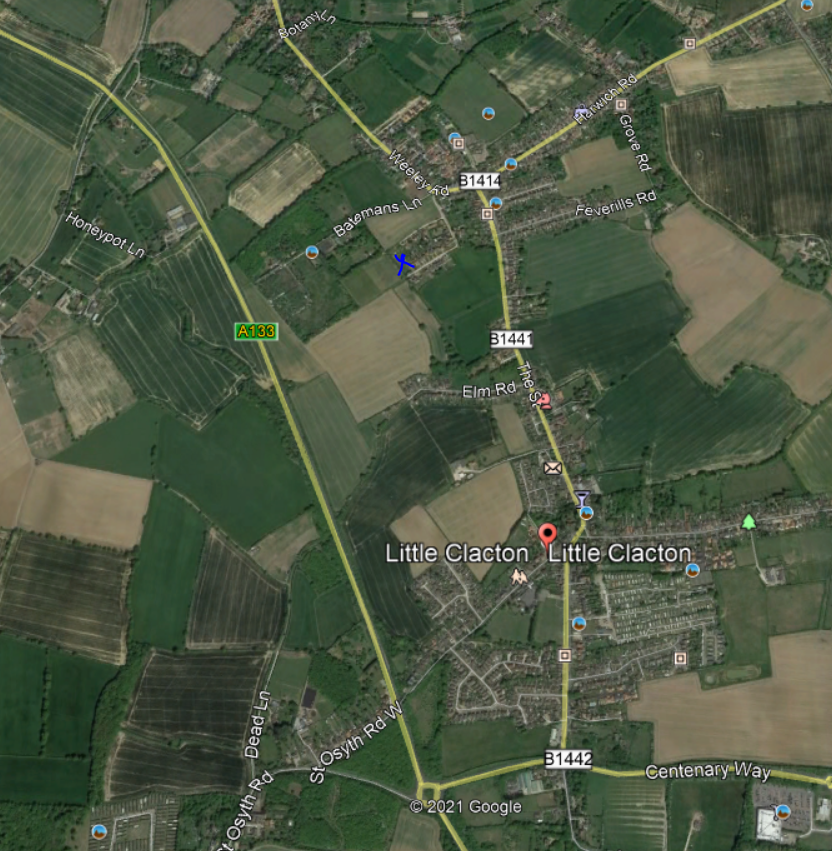 Botany Ln
Harwich Rd
Grove Rd
Weeley Rd
B1414
Batemans Ln
Feverills Rd
Honeypot Ln
A133
B1441
The St
Elm Rd
Little Clacton
Little Clacton
Dead Ln
St Osyth Rd W
St Osyth Rd
B1442
Centenary Way
© 2021 Google